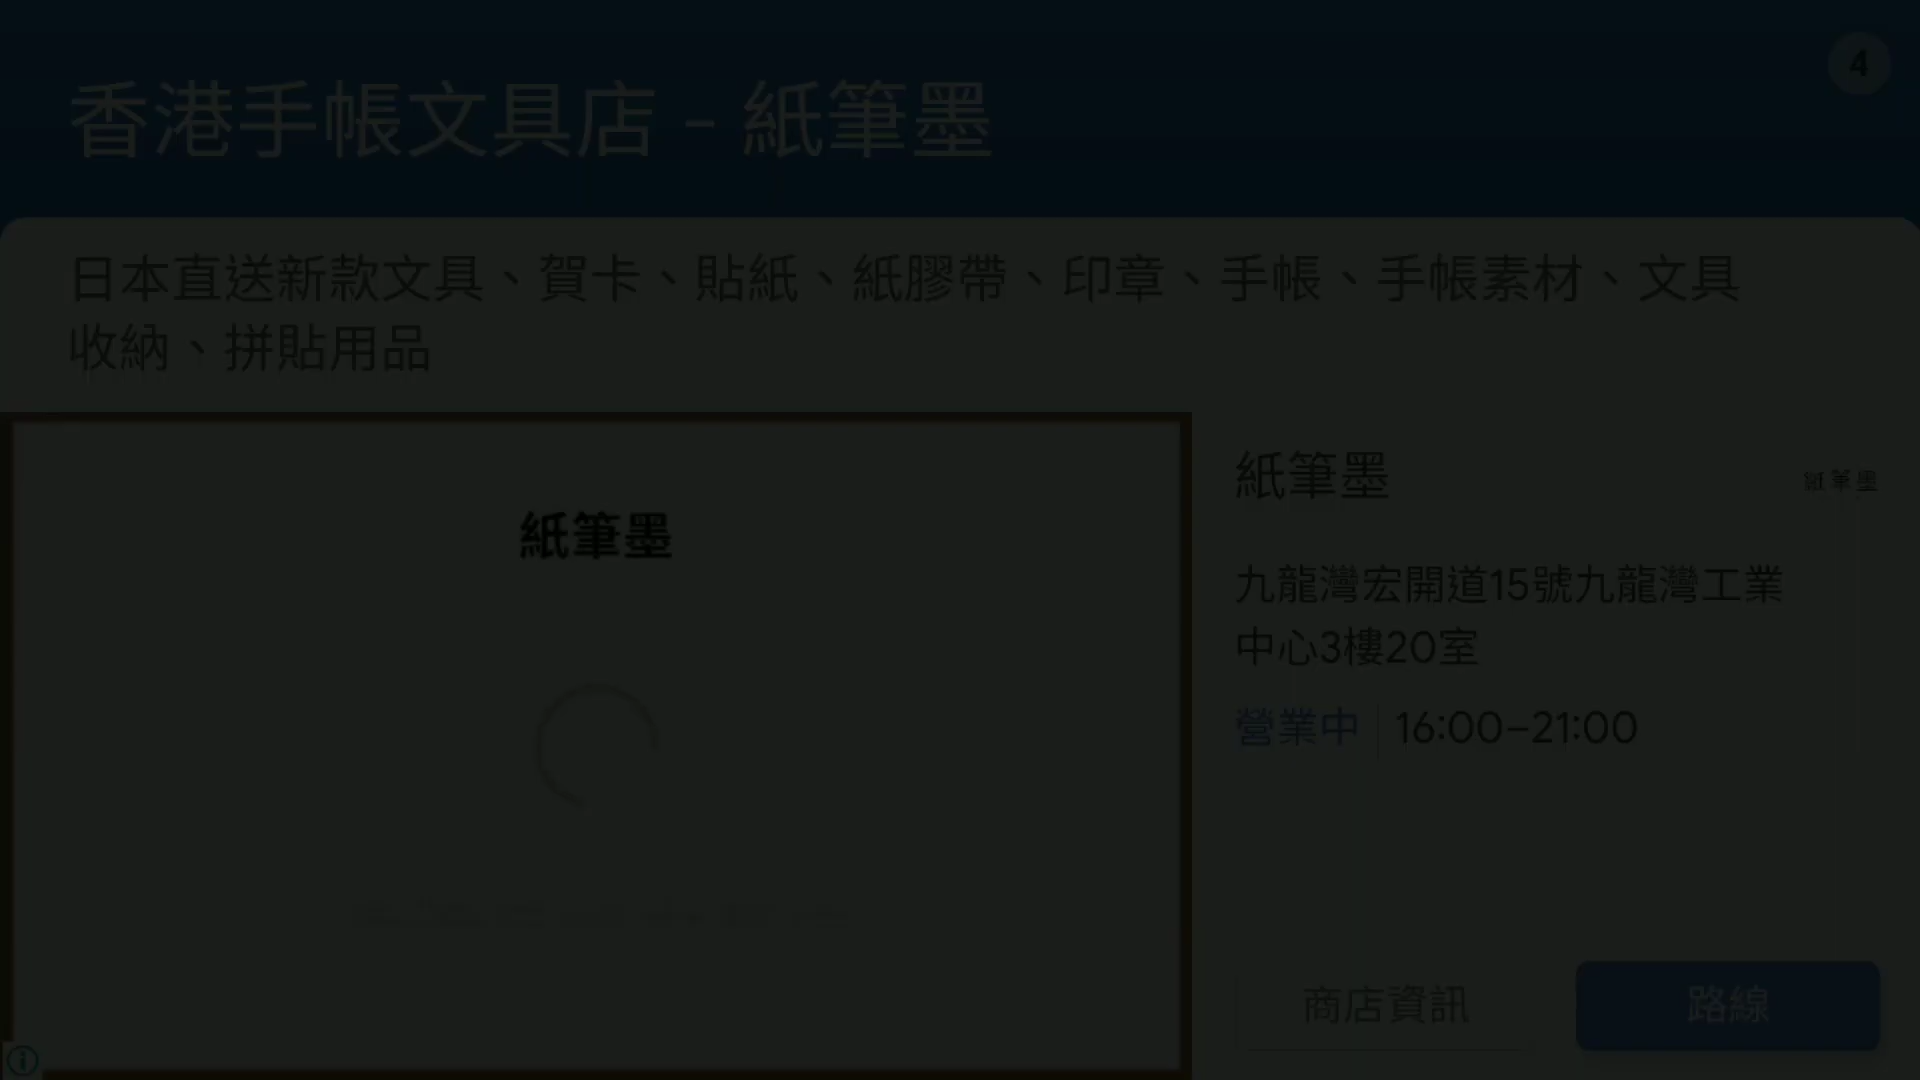 4
香港手帳文具店 - 紙筆墨
日本直送新款文具、賀卡、貼紙、紙膠帶、印章、手帳、手帳素材、文具
收納、拼貼用品
紙筆墨
紙筆墨
紙筆墨
九龍灣宏開道15號九龍灣工業
中心3樓20室
營業中 16:00–21:00
商店資訊
路線